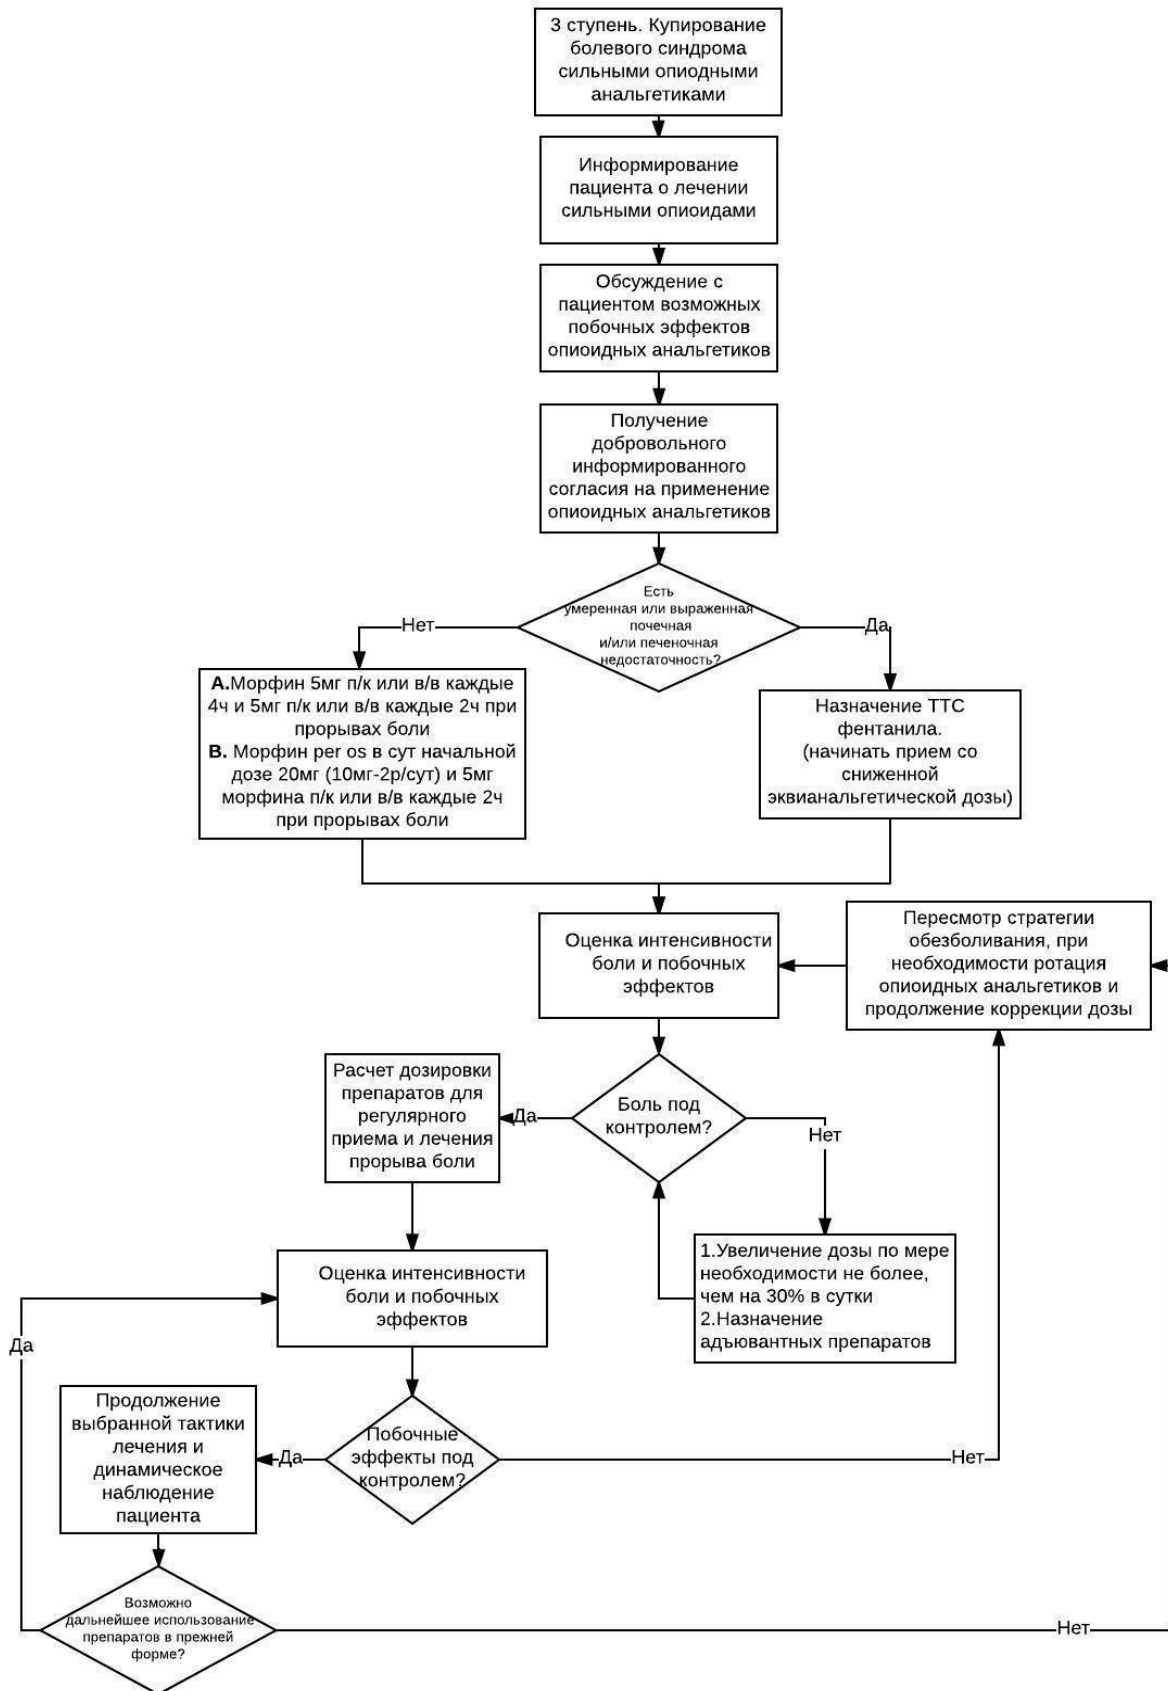 3 ступень. Купирование
болевого синдрома
сильными опиодными
анальгетиками
Информирование
пациента о лечении
сильными опиоидами
Обсуждение с
пациентом возможных
побочных эффектов
опиоидных анальгетиков
Получение
добровольного
информированного
согласия на применение
опиоидных анальгетиков
Есть
умеренная или выраженная
почечная
и/или печеночная
недостаточность?
Нет
Да
А.Морфин 5мг п/к или в/в каждые
4ч и 5мг п/к или в/в каждые 2ч при
прорывах боли
В. Морфин per os в сут начальной
дозе 20мг (10мг-2р/сут) и 5мг
морфина п/к или в/в каждые 2ч
при прорывах боли
Назначение ТТС
фентанила.
(начинать прием со
сниженной
эквианальгетической дозы)
Оценка интенсивности
боли и побочных
эффектов
Пересмотр стратегии
обезболивания, при
необходимости ротация
опиоидных анальгетиков и
продолжение коррекции дозы
Расчет дозировки
препаратов для
регулярного
приема и лечения
прорыва боли
Да
Боль под
контролем?
Нет
1.Увеличение дозы по мере
необходимости не более,
чем на 30% в сутки
2.Назначение
адъювантных препаратов
Оценка интенсивности
боли и побочных
эффектов
Да
Продолжение
выбранной тактики
лечения и
динамическое
наблюдение
пациента
Да
Побочные
эффекты под
контролем?
Нет
Возможно
дальнейшее использование
препаратов в прежней
форме?
Нет